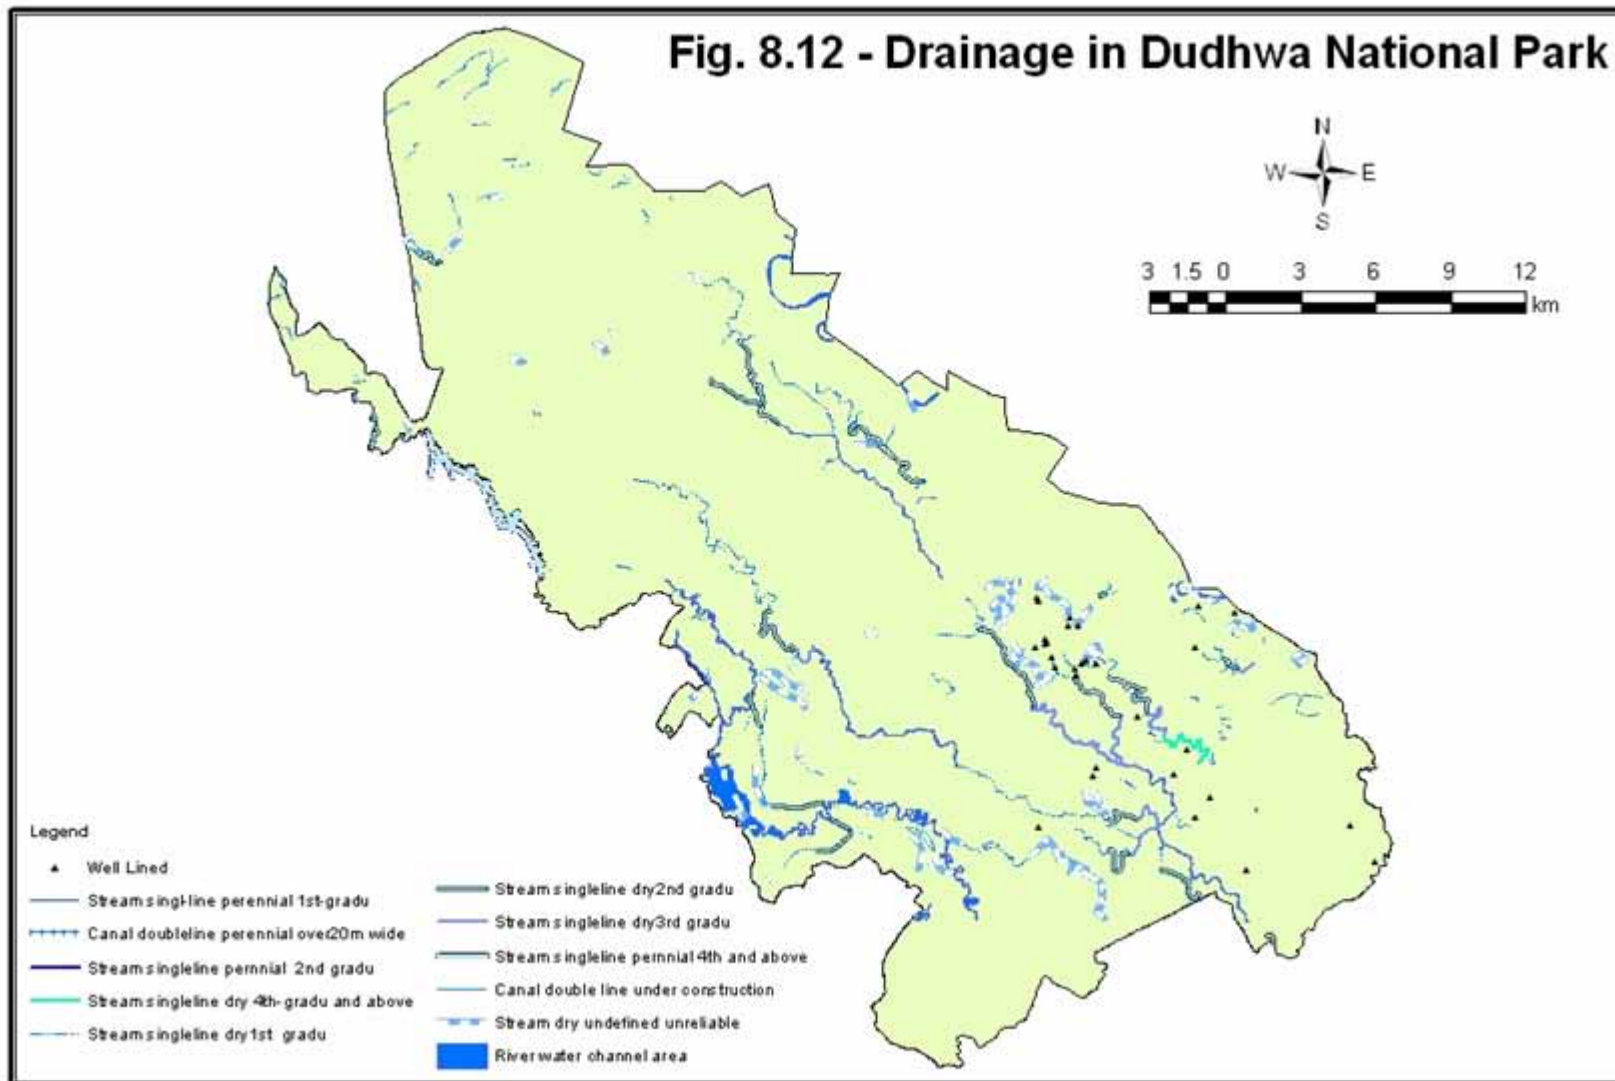 Fig. 8.12 - Drainage in Dudhwa National Park
N
W E
S
3 1.5 0 3 6 9 12
km
Legend
Well Lined
Stream singl-line perennial 1st-gradu
Canal doubleline perennial over20m wide
Stream singleline pernnial 2nd gradu
Stream singleline dry 4th-gradu and above
Stream singleline dry1st gradu
Stream singleline dry2nd gradu
Stream singleline dry3rd gradu
Stream singleline pernnial 4th and above
Canal double line under construction
Stream dry undefined unreliable
River water channel area